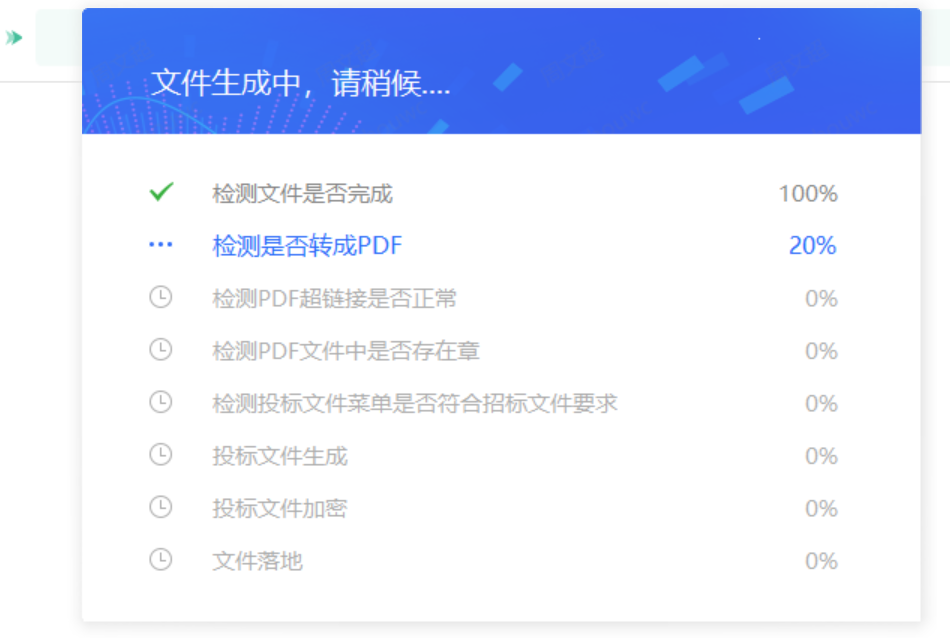 文件生成中，请稍候....
检测文件是否完成 100%
检测是否转成PDF 20%
检测PDF超链接是否正常 0%
检测PDF文件中是否存在章 0%
检测投标文件菜单是否符合招标文件要求 0%
投标文件生成 0%
投标文件加密 0%
文件落地 0%